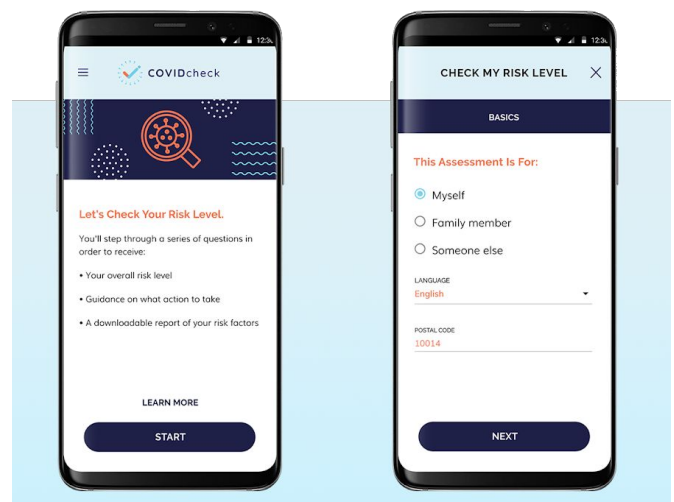 12:3
COVIDcheck
Let's Check Your Risk Level.
You'll step through a series of questions in
order to receive:
• Your overall risk level
• Guidance on what action to take
• A downloadable report of your risk factors
LEARN MORE
START
12:3
CHECK MY RISK LEVEL
BASICS
This Assessment Is For:
Myself
Family member
Someone else
LANGUAGE
English
POSTAL CODE
10014
NEXT